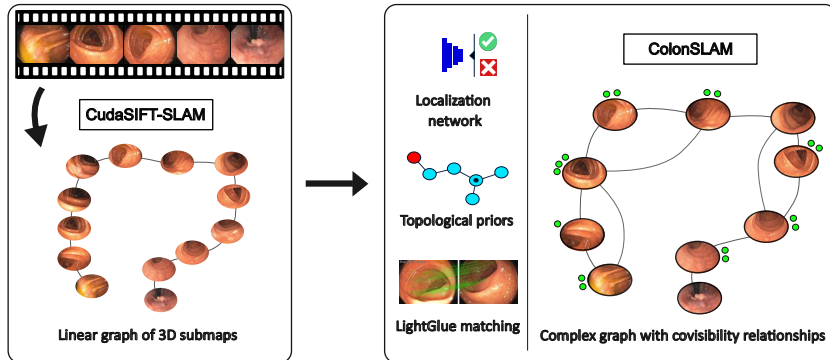 CudaSIFT-SLAM
Linear graph of 3D submaps
Localization
network
Topological priors
LightGlue matching
ColonSLAM
Complex graph with covisibility relationships